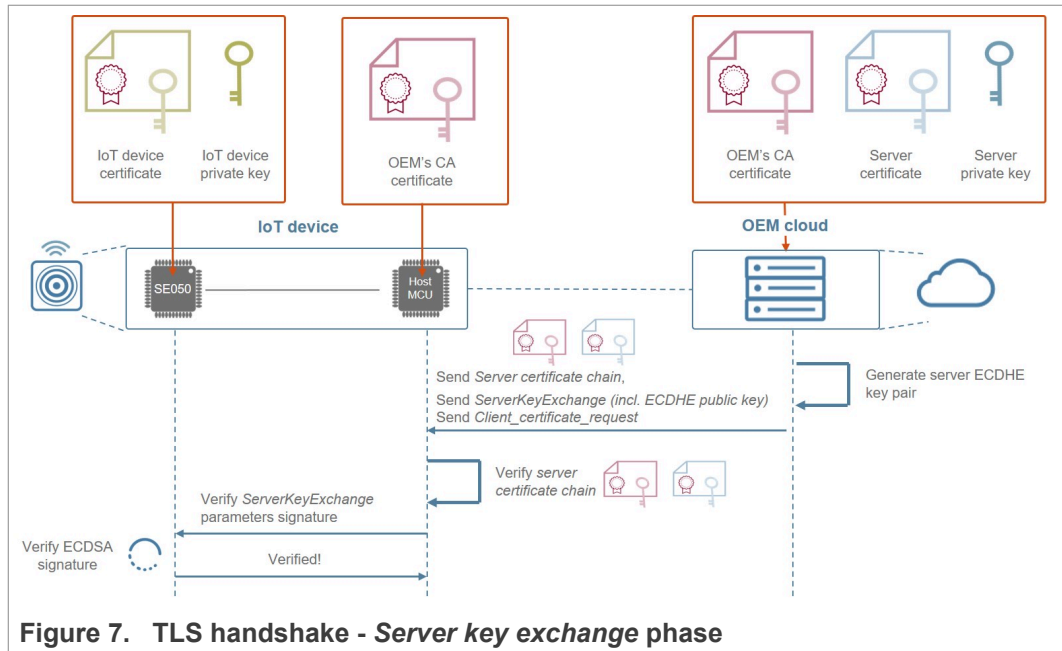 IoT device
certificate
IoT device
private key
OEM's CA
certificate
OEM's CA
certificate
Server
certificate
Server
private key
IoT device
OEM cloud
SE050
Host
MCU
Send Server certificate chain,
Send ServerKeyExchange (incl. ECDHE public key)
Send Client_certificate_request
Generate server ECDHE
key pair
Verify server
certificate chain
Verify ServerKeyExchange
parameters signature
Verify ECDSA
signature
Verified!
Figure 7. TLS handshake - Server key exchange phase